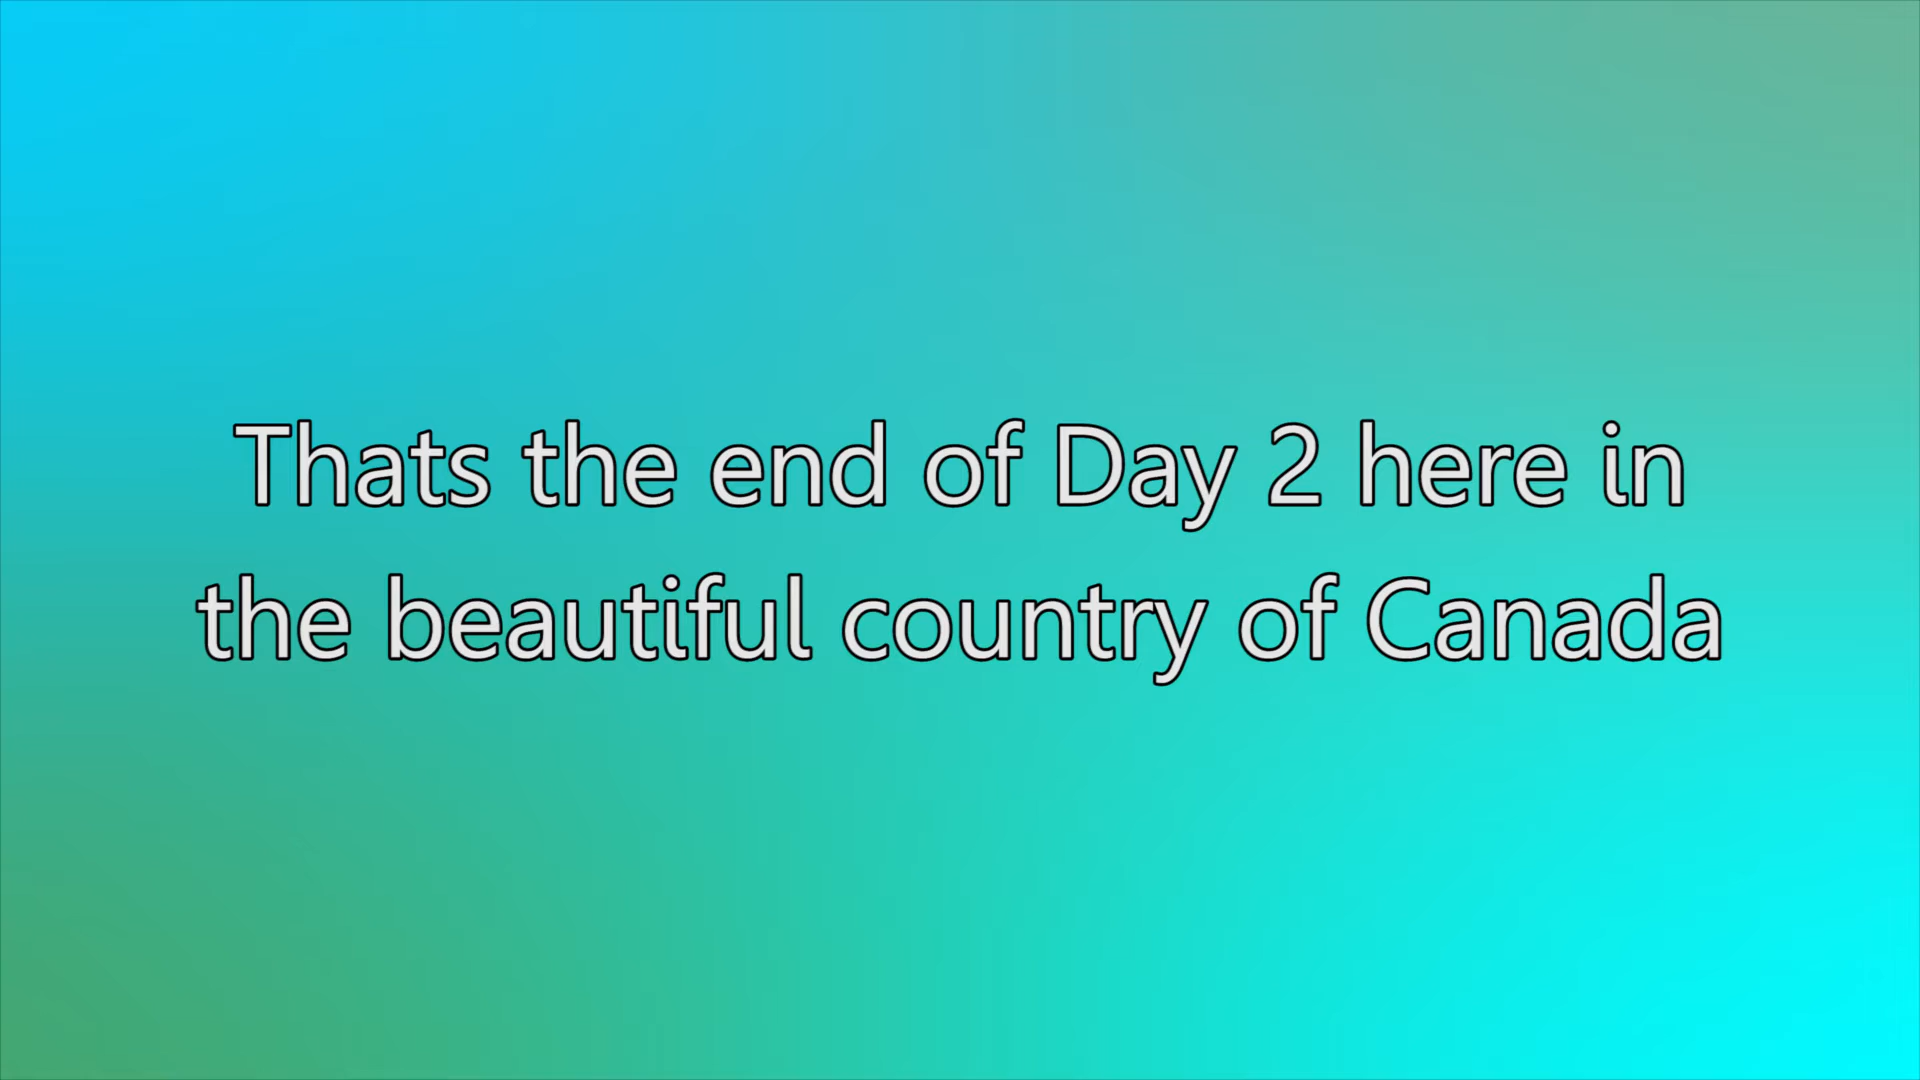 Thats the end of Day 2 here in
the beautiful country of Canada